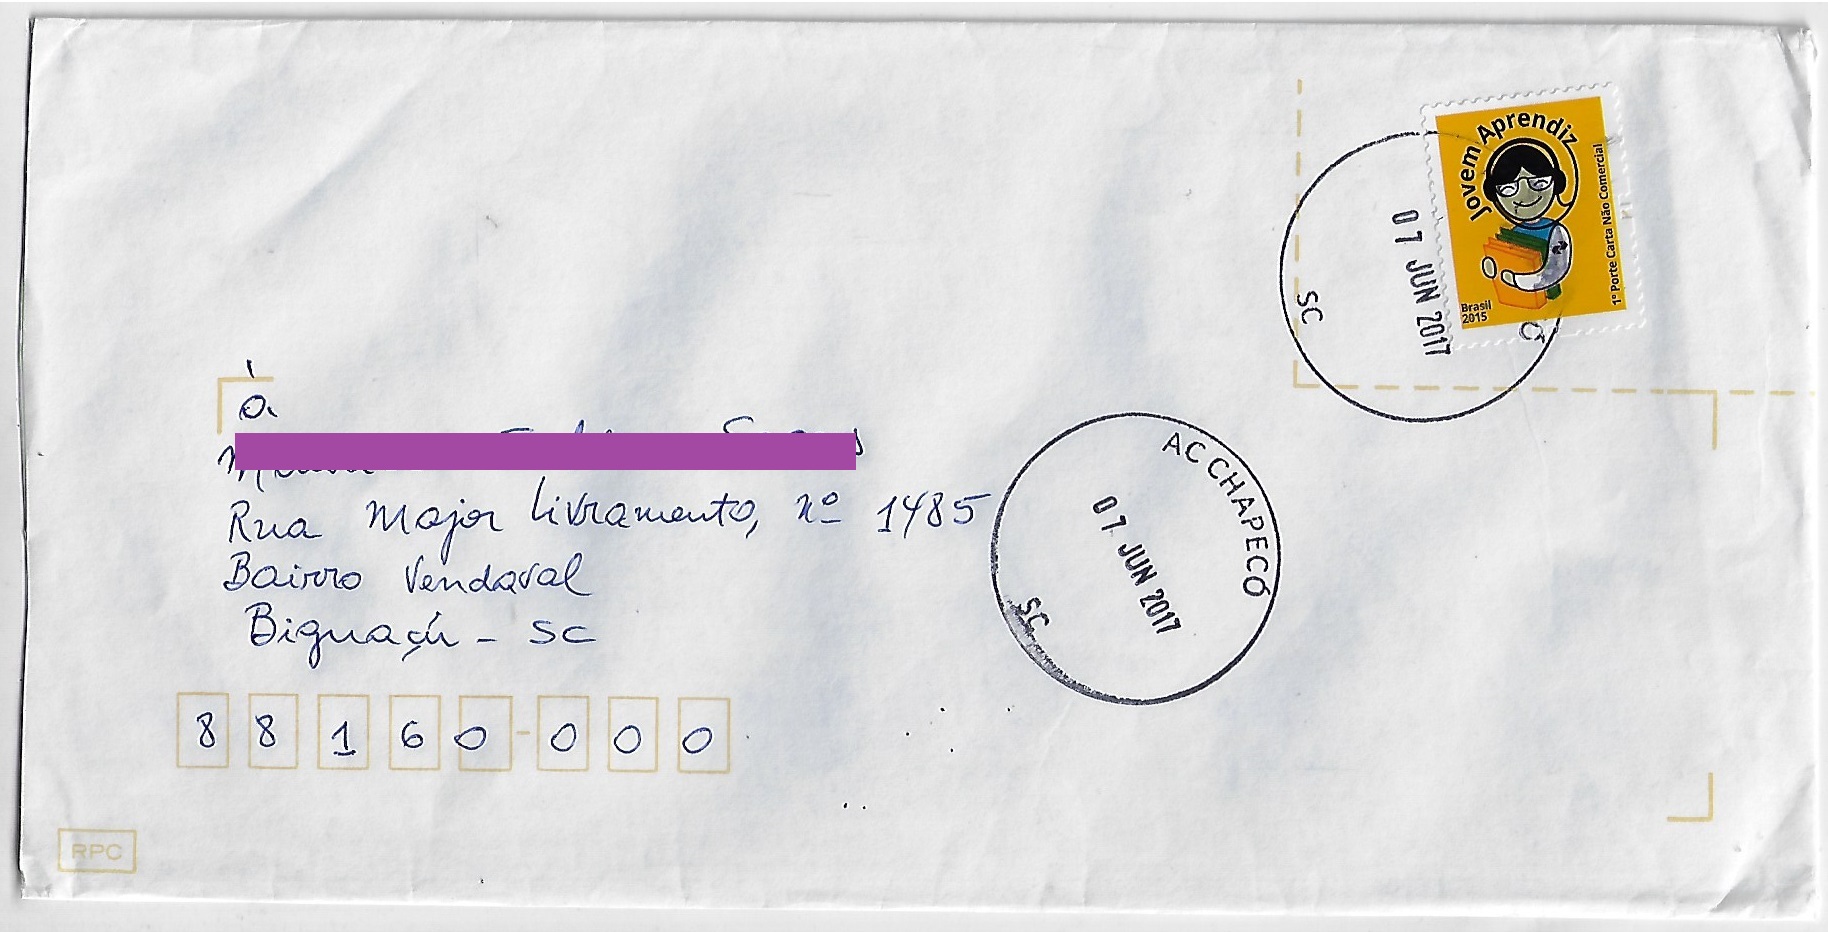 Jovem Aprendiz
1º Porte Carta Não Comercial
Brasil
2015
07 JUN 2017
SC
À
Rua Major Livramento, nº 1485
Bairro Vendaval
Biguaçú - SC
88160-000
AC CHAPECÓ
07 JUN 2017
SC
RPC